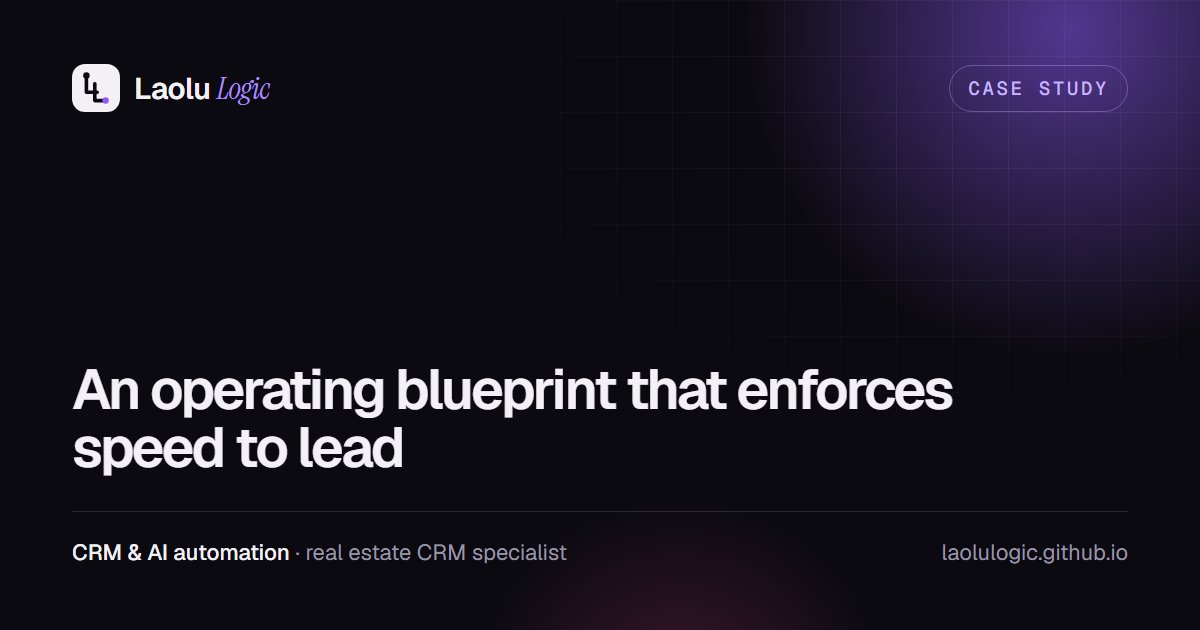 Laolu Logic
CASE STUDY
An operating blueprint that enforces
speed to lead
CRM & AI automation · real estate CRM specialist
laolulogic.github.io